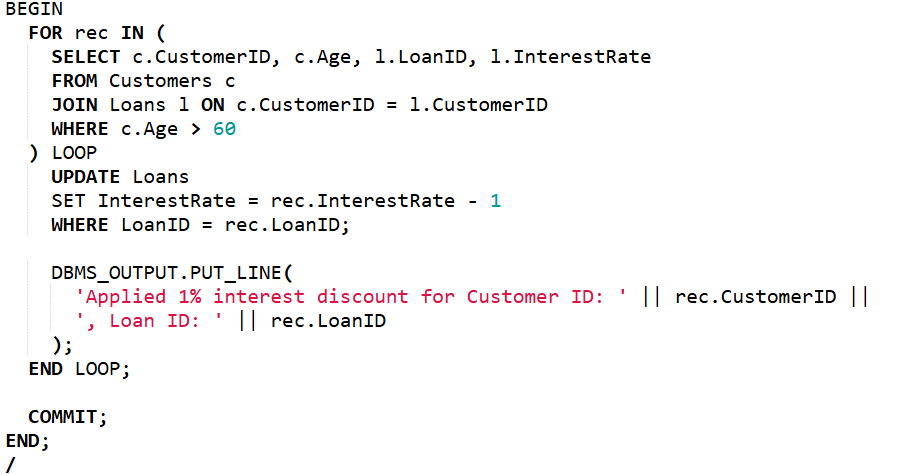 BEGIN
  FOR rec IN (
    SELECT c.CustomerID, c.Age, l.LoanID, l.InterestRate
    FROM Customers c
    JOIN Loans l ON c.CustomerID = l.CustomerID
    WHERE c.Age > 60
  ) LOOP
    UPDATE Loans
    SET InterestRate = rec.InterestRate - 1
    WHERE LoanID = rec.LoanID;

    DBMS_OUTPUT.PUT_LINE(
      'Applied 1% interest discount for Customer ID: ' || rec.CustomerID ||
      ', Loan ID: ' || rec.LoanID
    );
  END LOOP;

  COMMIT;
END;
/